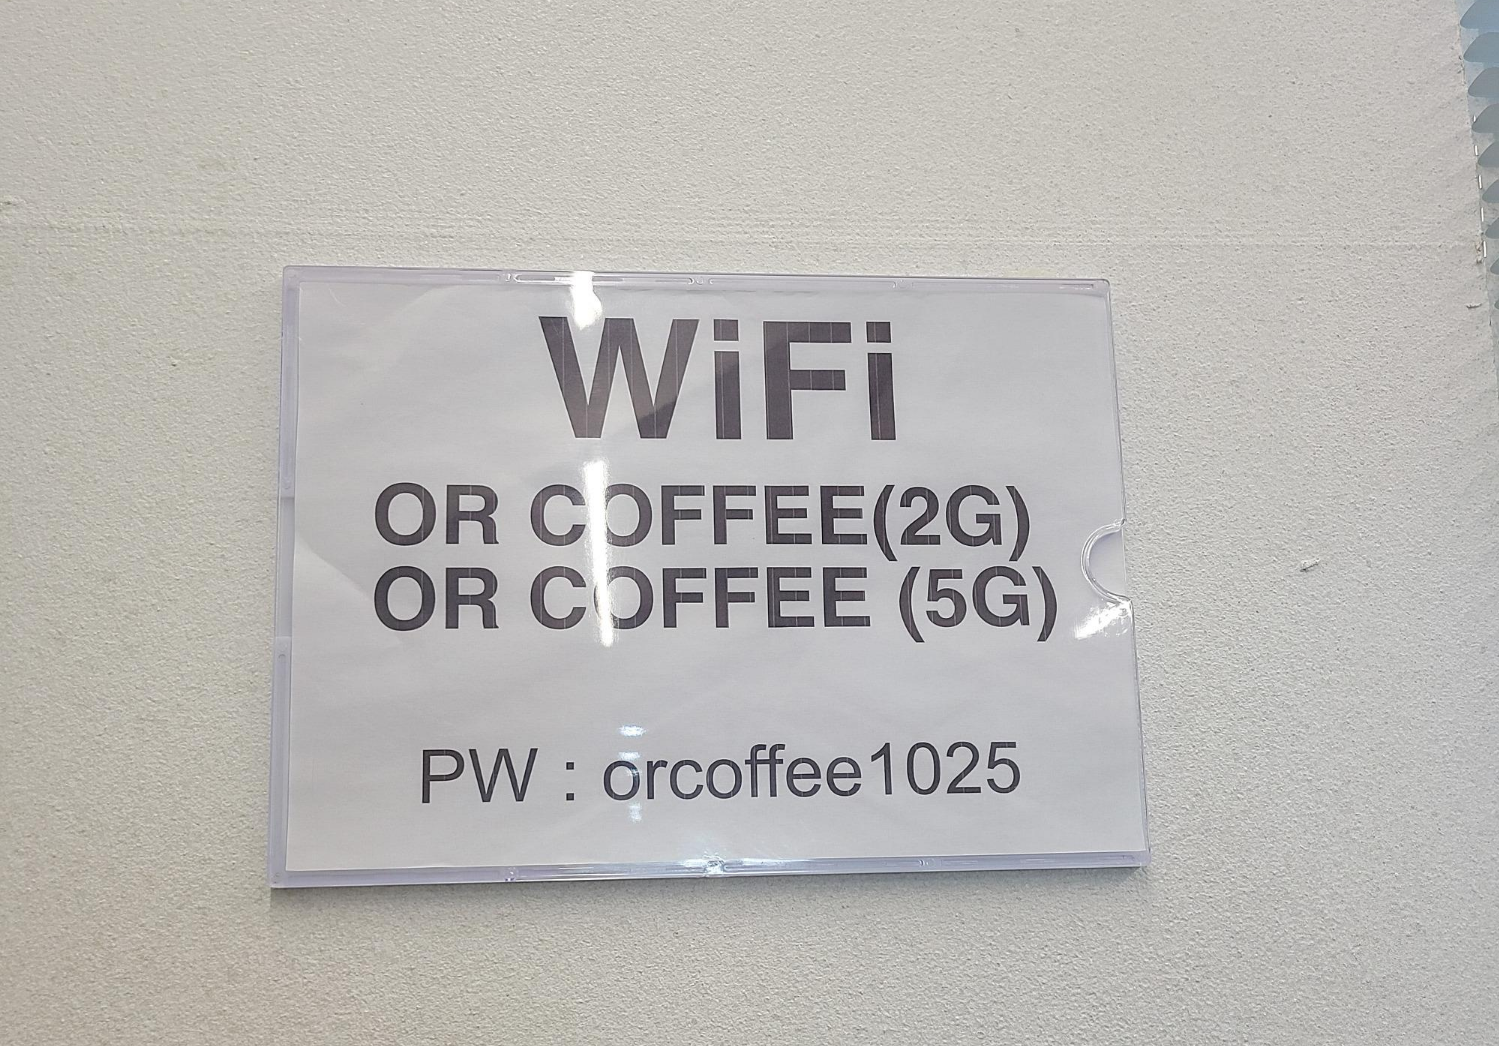 WiFi
OR COFFEE(2G)
OR COFFEE (5G)
PW : orcoffee1025